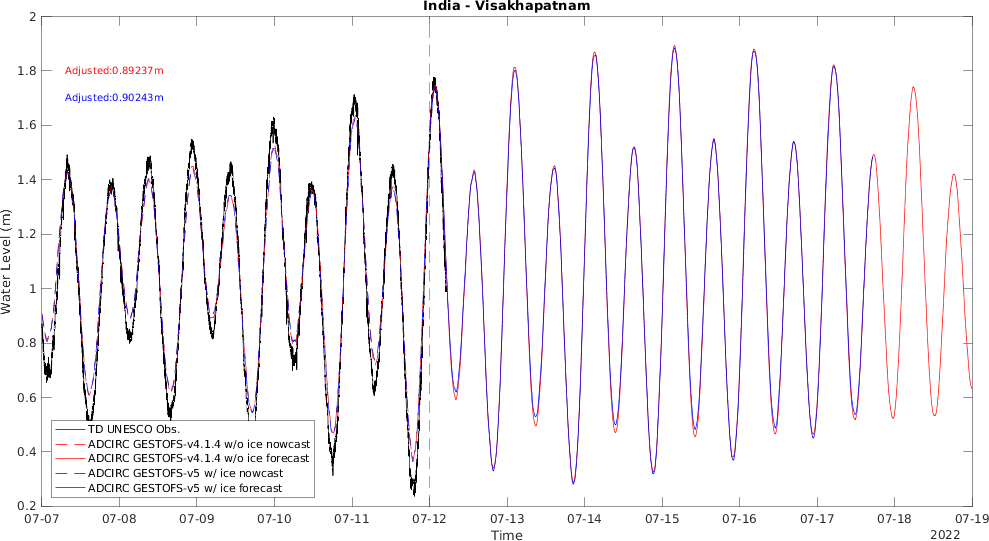 India - Visakhapatnam
2
1.8
1.6
1.4
1.2
1
0.8
0.6
0.4
0.2
Water Level (m)
Adjusted:0.89237m
Adjusted:0.90243m
TD UNESCO Obs.
ADCIRC GESTOFS-v4.1.4 w/o ice nowcast
ADCIRC GESTOFS-v4.1.4 w/o ice forecast
ADCIRC GESTOFS-v5 w/ ice nowcast
ADCIRC GESTOFS-v5 w/ ice forecast
07-07 07-08 07-09 07-10 07-11 07-12 07-13 07-14 07-15 07-16 07-17 07-18 07-19
Time
2022